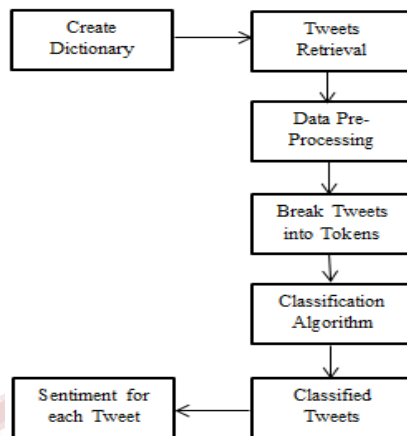 Create
Dictionary
Tweets
Retrieval
Data Pre-
Processing
Break Tweets
into Tokens
Classification
Algorithm
Classified
Tweets
Sentiment for
each Tweet